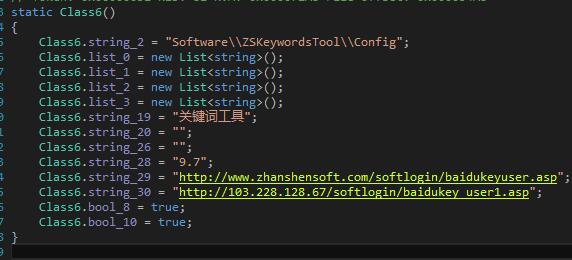 static Class6()
{
Class6.string_2 = "Software\\ZSKeywordsTool\\Config";
Class6.list_0 = new List<string>();
Class6.list_1 = new List<string>();
Class6.list_2 = new List<string>();
Class6.list_3 = new List<string>();
Class6.string_19 = "关键词工具";
Class6.string_20 = "";
Class6.string_26 = "";
Class6.string_28 = "9.7";
Class6.string_29 = "http://www.zhanshensoft.com/softlogin/baidukeyuser.asp";
Class6.string_30 = "http://103.228.128.67/softlogin/baidukey_user1.asp";
Class6.bool_8 = true;
Class6.bool_10 = true;
}